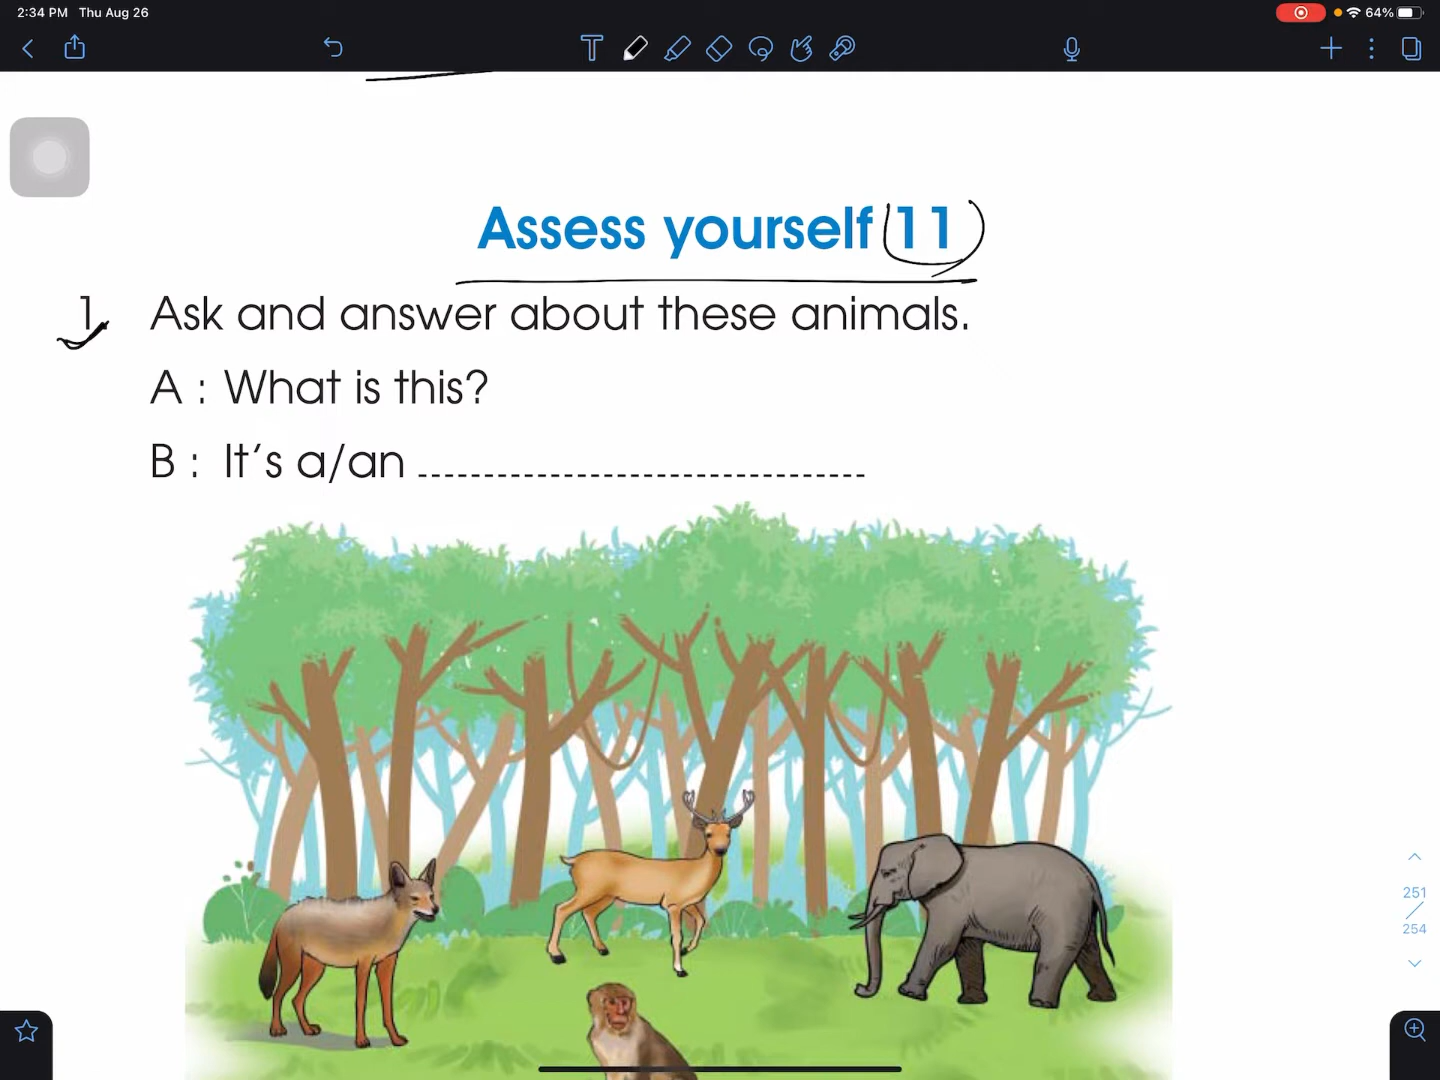 2:34 PM Thu Aug 26
64%
Assess yourself 11
1. Ask and answer about these animals.
A : What is this?
B : It's a/an ----------------------------------
251
254